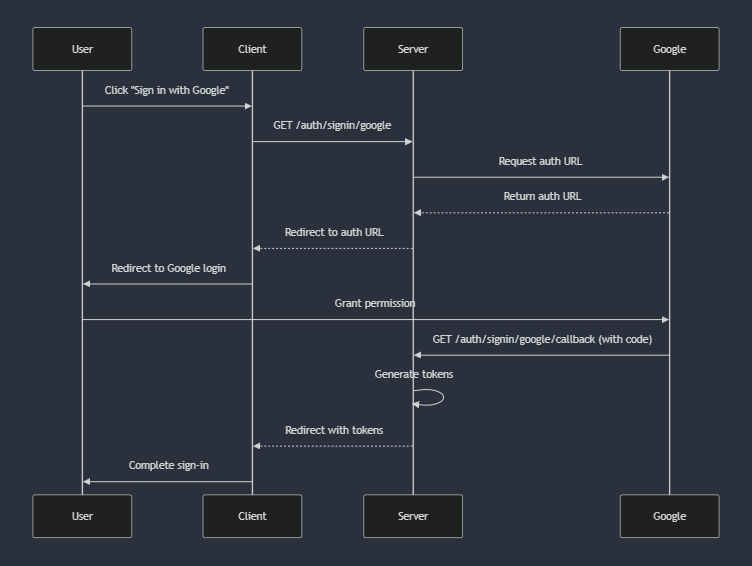 User
Client
Server
Google
Click "Sign in with Google"
GET /auth/signin/google
Request auth URL
Return auth URL
Redirect to auth URL
Redirect to Google login
Grant permission
GET /auth/signin/google/callback (with code)
Generate tokens
Redirect with tokens
Complete sign-in
User
Client
Server
Google